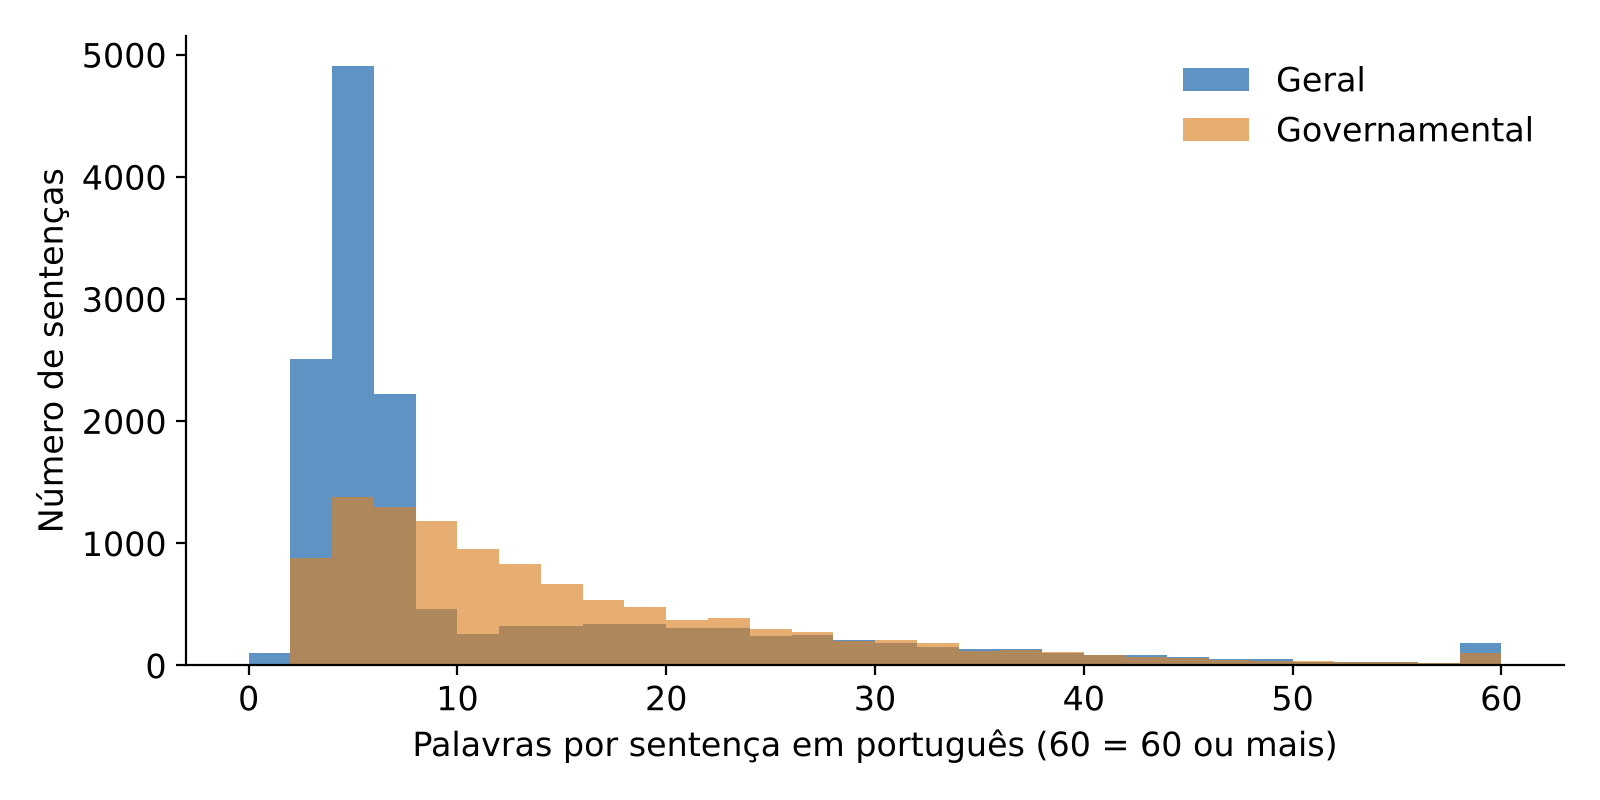 5000
4000
3000
2000
1000
0
Número de sentenças
Geral
Governamental
0 10 20 30 40 50 60
Palavras por sentença em português (60 = 60 ou mais)